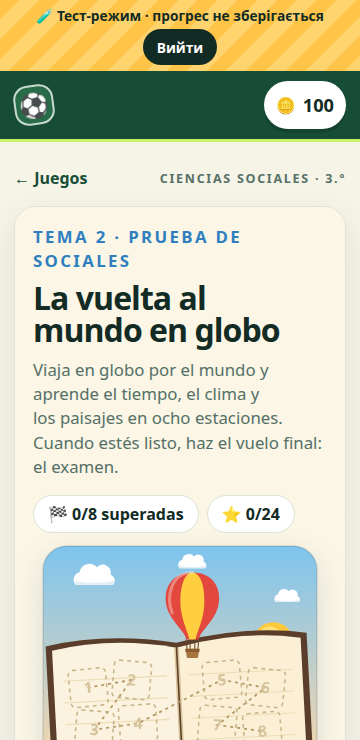 🧪 Тест-режим · прогрес не зберігається
Вийти
🪙 100
← Juegos
CIENCIAS SOCIALES · 3.º
TEMA 2 · PRUEBA DE
SOCIALES
La vuelta al
mundo en globo
Viaja en globo por el mundo y
aprende el tiempo, el clima y
los paisajes en ocho estaciones.
Cuando estés listo, haz el vuelo final:
el examen.
🏁 0/8 superadas
⭐ 0/24
1 2 5 6
3 4 7 8